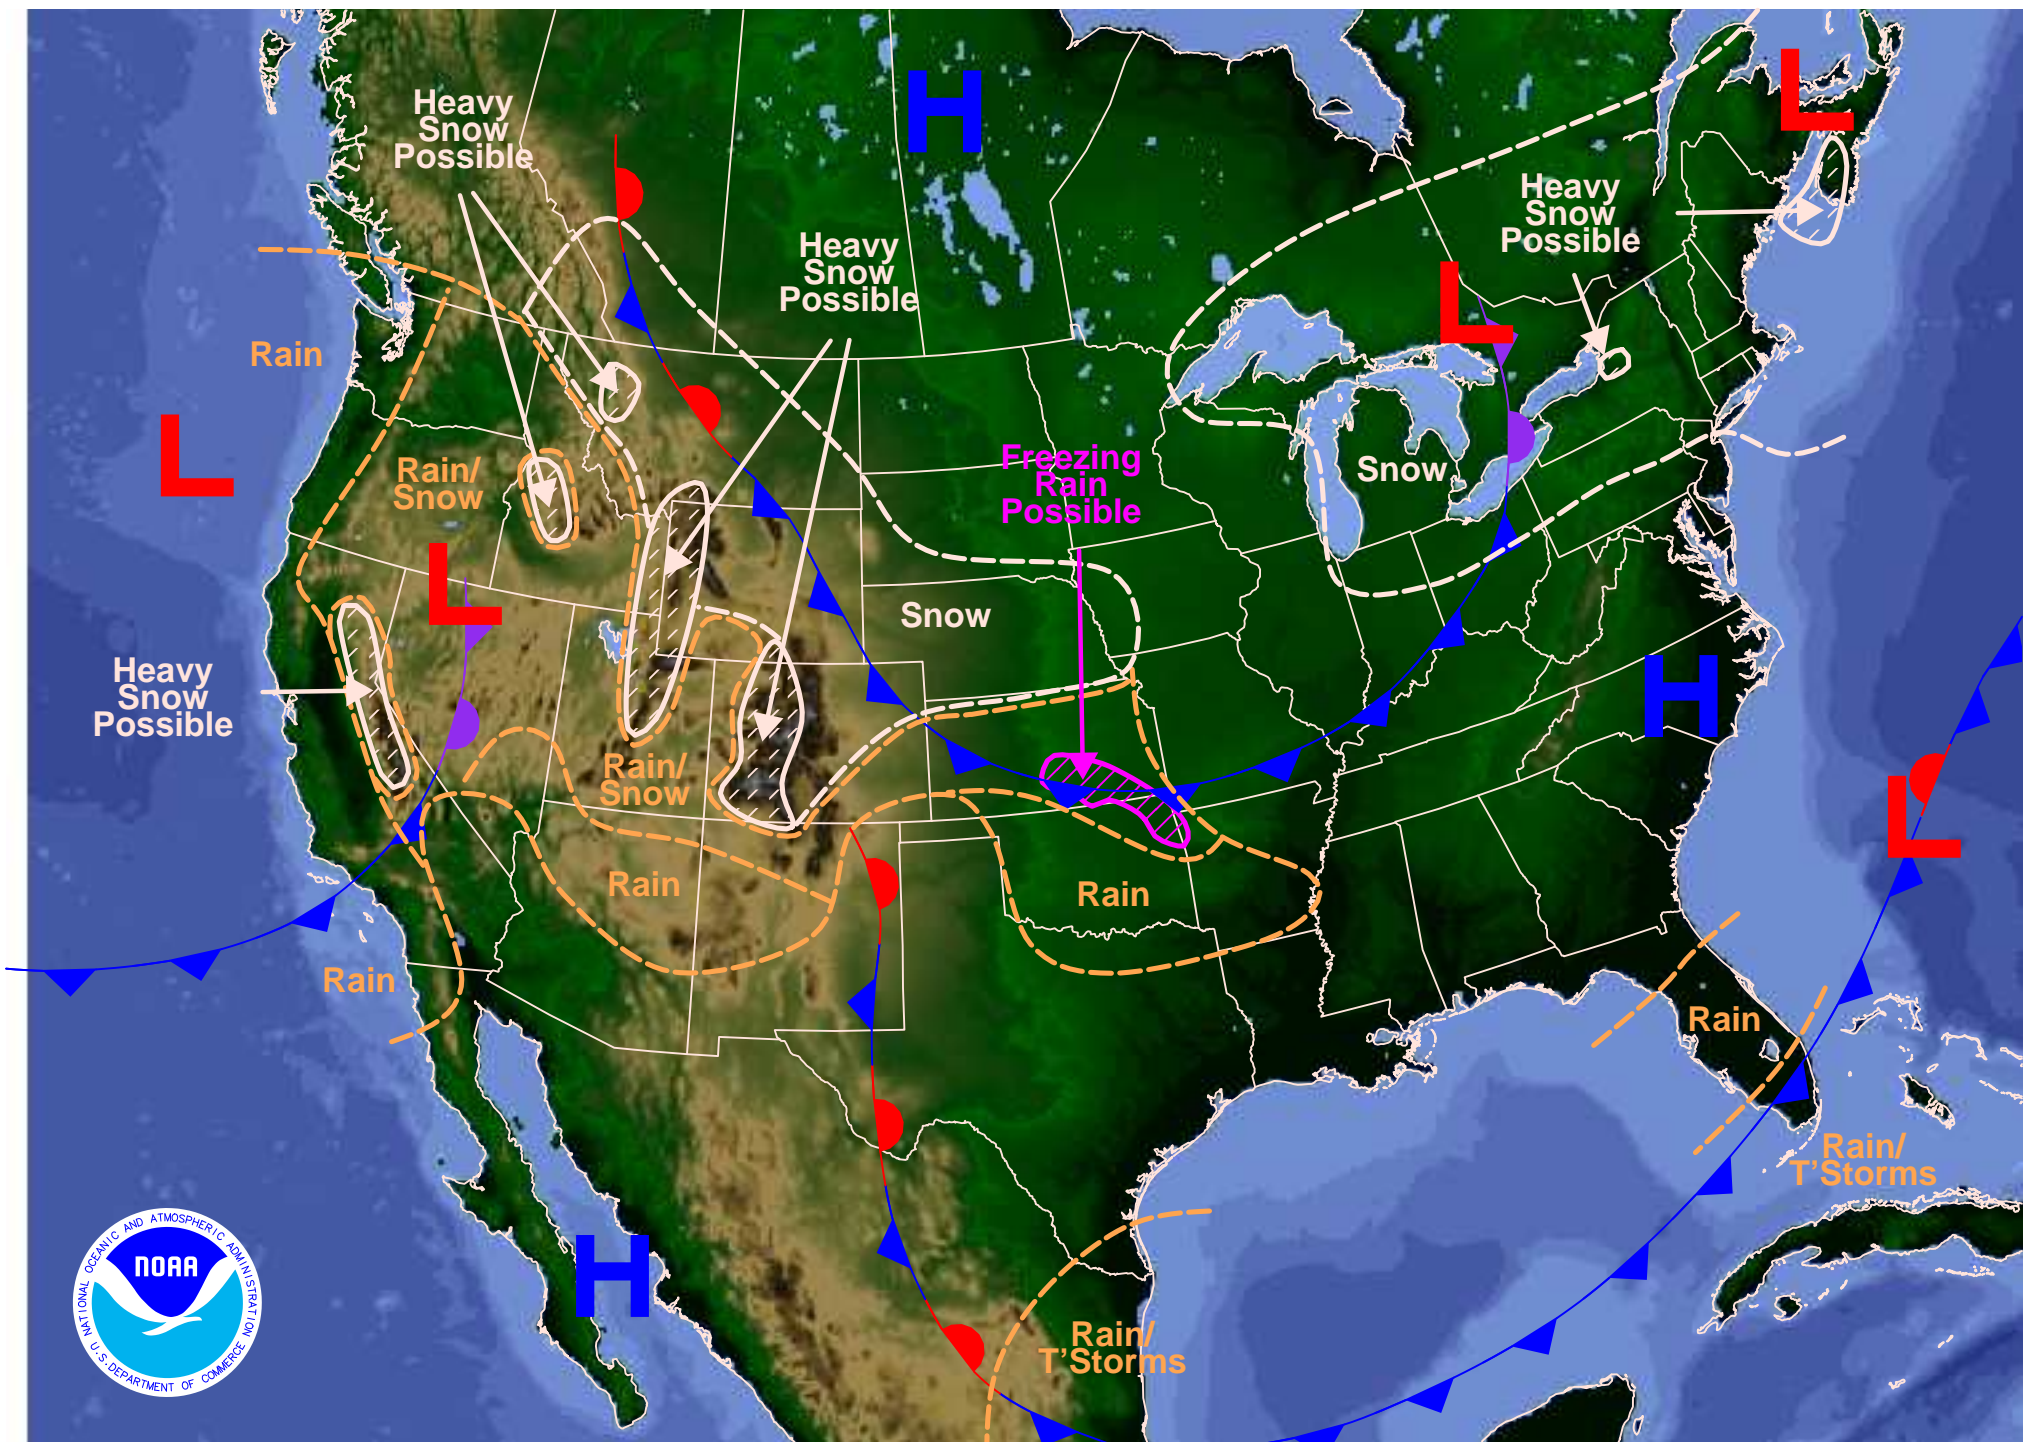 H
L
Heavy
Snow
Possible
Heavy
Snow
Possible
Heavy
Snow
Possible
L
Rain
L
Rain/
Snow
Freezing
Rain
Possible
Snow
L
Snow
Heavy
Snow
Possible
H
Rain/
Snow
L
Rain
Rain
Rain
Rain
Rain/
T'Storms
H
Rain/
T'Storms
NATIONAL OCEANIC AND ATMOSPHERIC ADMINISTRATION
NOAA
U.S. DEPARTMENT OF COMMERCE